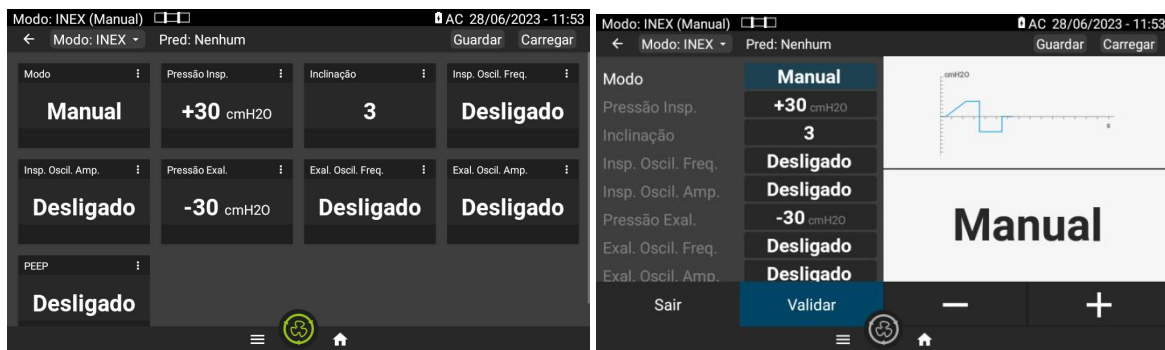 Modo: INEX (Manual) AC 28/06/2023 - 11:53
Modo: INEX Pred: Nenhum Guardar Carregar
Modo Pressão Insp. Inclinação Insp. Oscil. Freq.
Manual +30 cmH2O 3 Desligado
Insp. Oscil. Amp. Pressão Exal. Exal. Oscil. Freq. Exal. Oscil. Amp.
Desligado -30 cmH2O Desligado Desligado
PEEP
Desligado
Modo: INEX (Manual) AC 28/06/2023 - 11:53
Modo: INEX Pred: Nenhum Guardar Carregar
Modo Manual
Pressão Insp. +30 cmH2O
Inclinação 3
Insp. Oscil. Freq. Desligado
Insp. Oscil. Amp. Desligado
Pressão Exal. -30 cmH2O
Exal. Oscil. Freq. Desligado
Exal. Oscil. Amp. Desligado
cmH2O
s
Manual
Sair Validar − +